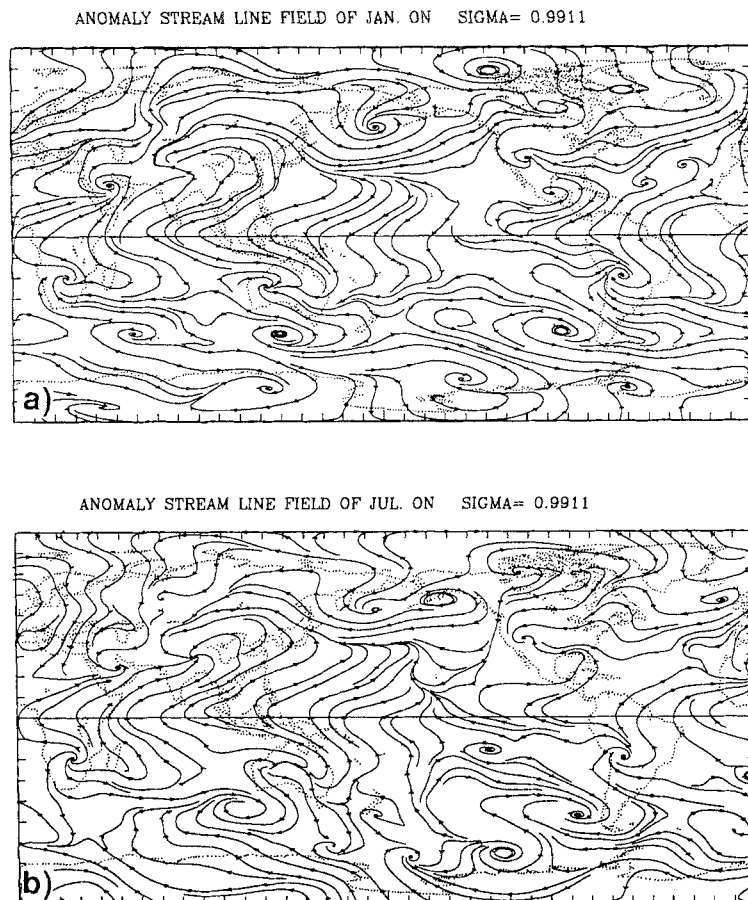 ANOMALY STREAM LINE FIELD OF JAN. ON SIGMA= 0.9911
a)
ANOMALY STREAM LINE FIELD OF JUL. ON SIGMA= 0.9911
b)